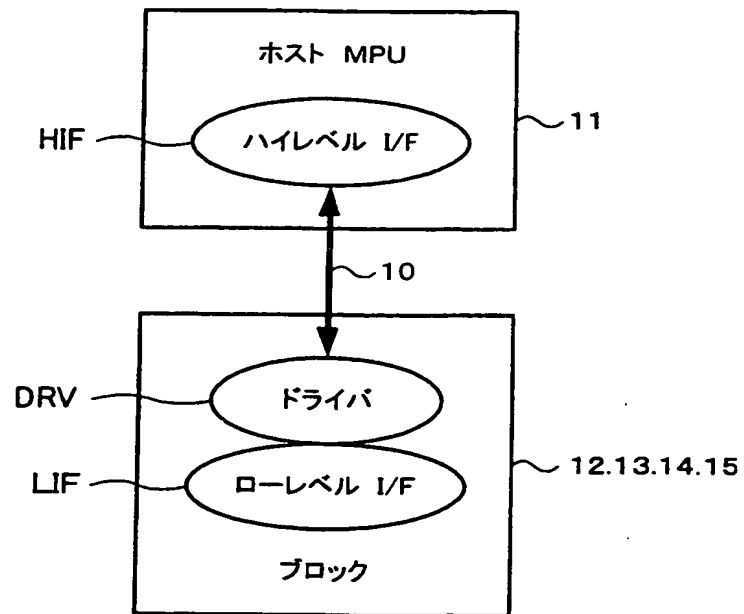 ホスト MPU
HIF
ハイレベル I/F
11
10
DRV
ドライバ
LIF
ローレベル I/F
12.13.14.15
ブロック